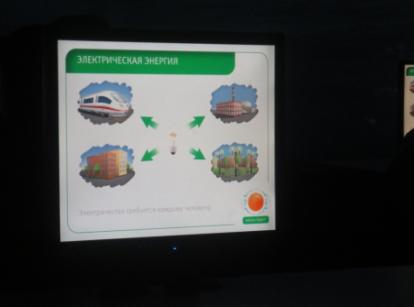 ЭЛЕКТРИЧЕСКАЯ ЭНЕРГИЯ
Электричество требуется каждому человеку